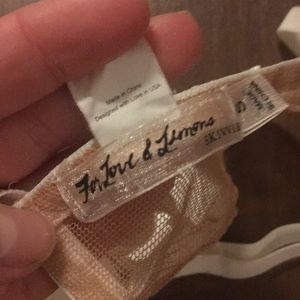 Made in China
Designed with Love in USA
For Love & Lemons
SKIVVIES
S